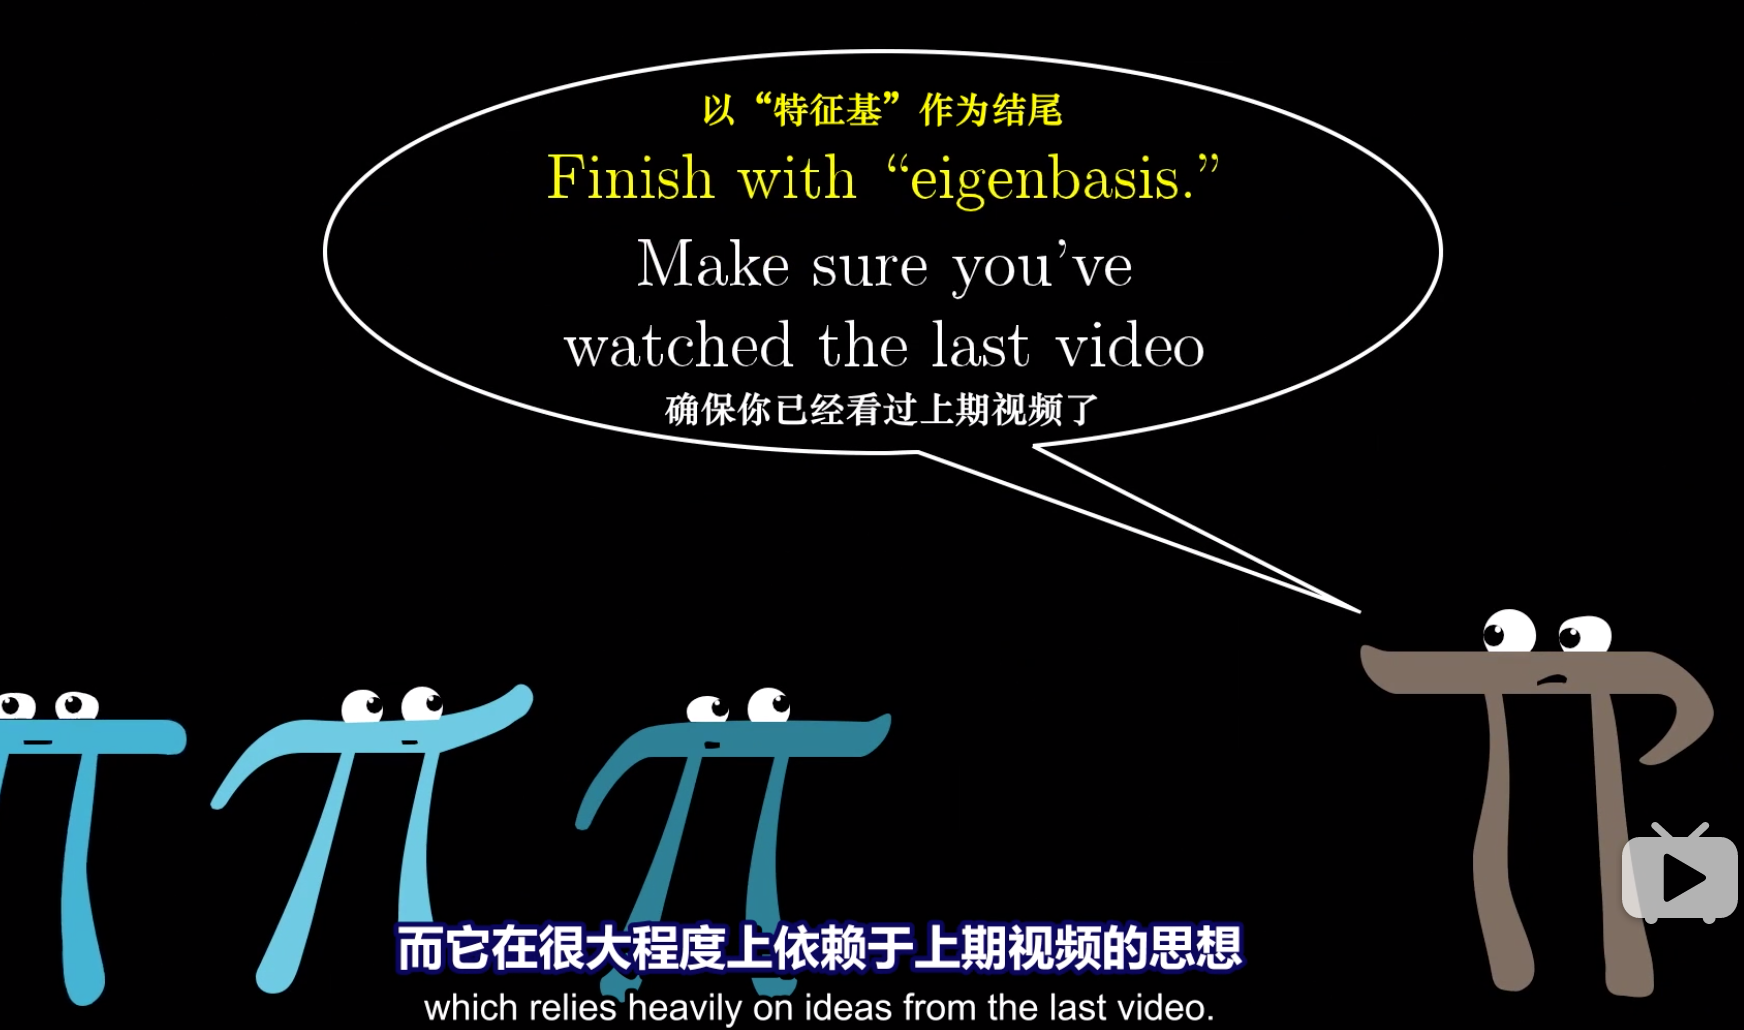 以“特征基”作为结尾
Finish with “eigenbasis.”
Make sure you’ve
watched the last video
确保你已经看过上期视频了
而它在很大程度上依赖于上期视频的思想
which relies heavily on ideas from the last video.